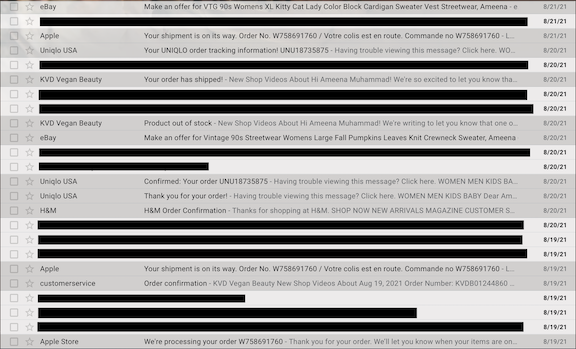 eBay Make an offer for VTG 90s Womens XL Kitty Cat Lady Color Block Cardigan Sweater Vest Streetwear, Ameena - e 8/21/21
8/21/21
Apple Your shipment is on its way. Order No. W758691760 / Votre colis est en route. Commande no W758691760 - L... 8/21/21
Uniqlo USA Your UNIQLO order tracking information! UNU18735875 - Having trouble viewing this message? Click here. WO... 8/20/21
8/20/21
KVD Vegan Beauty Your order has shipped! - New Shop Videos About Hi Ameena Muhammad! We're so excited to let you know tha... 8/20/21
8/20/21
8/20/21
KVD Vegan Beauty Product out of stock - New Shop Videos About Hi Ameena Muhammad! We're writing to let you know that one o... 8/20/21
eBay Make an offer for Vintage 90s Streetwear Womens Large Fall Pumpkins Leaves Knit Crewneck Sweater, Ameena 8/20/21
8/20/21
8/20/21
Uniqlo USA Confirmed: Your order UNU18735875 - Having trouble viewing this message? Click here. WOMEN MEN KIDS BA... 8/20/21
Uniqlo USA Thank you for your order! - Having trouble viewing this message? Click here. WOMEN MEN KIDS BABY Dear Am... 8/20/21
H&M H&M Order Confirmation - Thanks for shopping at H&M. SHOP NOW NEW ARRIVALS MAGAZINE CUSTOMER S... 8/20/21
8/20/21
8/19/21
8/19/21
Apple Your shipment is on its way. Order No. W758691760 / Votre colis est en route. Commande no W758691760 - L... 8/19/21
customerservice Order confirmation - KVD Vegan Beauty New Shop Videos About Aug 19, 2021 Order Number: KVDB01244860 ... 8/19/21
8/19/21
8/19/21
8/19/21
Apple Store We're processing your order W758691760 - Thank you for your order. We'll let you know when your items are on... 8/19/21